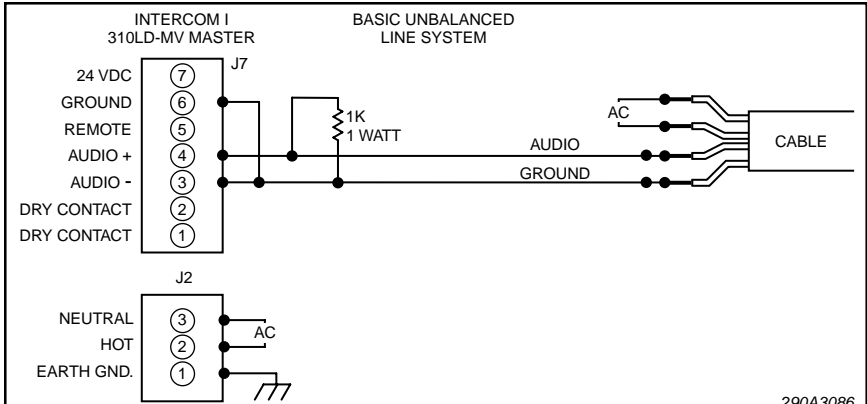 INTERCOM I
310LD-MV MASTER
BASIC UNBALANCED
LINE SYSTEM
J7
24 VDC 7
GROUND 6
REMOTE 5
AUDIO + 4
AUDIO - 3
DRY CONTACT 2
DRY CONTACT 1
1K
1 WATT
AUDIO
GROUND
AC
CABLE
J2
NEUTRAL 3
HOT 2
EARTH GND. 1
AC
290A3086